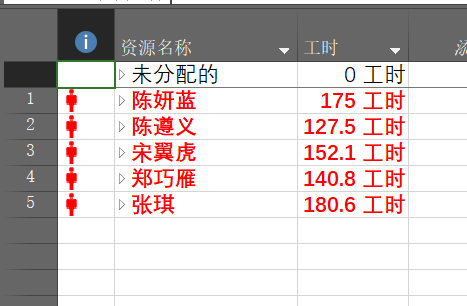 资源名称 工时
未分配的 0 工时
1 陈妍蓝 175 工时
2 陈遵义 127.5 工时
3 宋翼虎 152.1 工时
4 郑巧雁 140.8 工时
5 张琪 180.6 工时